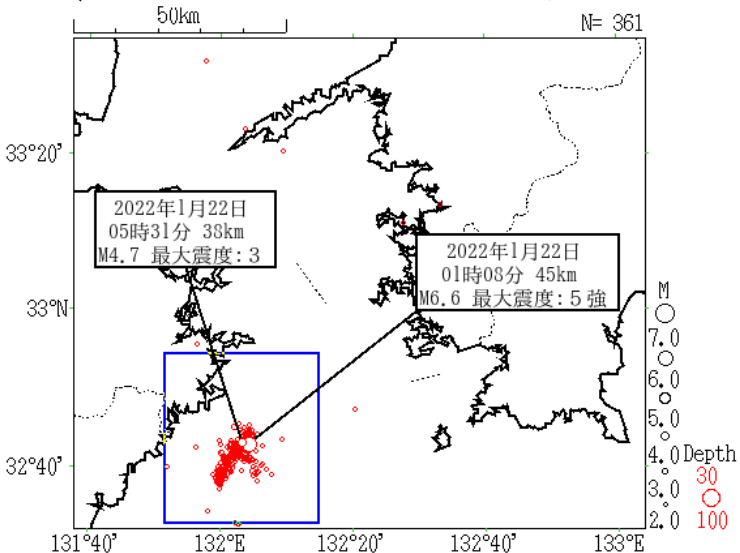 50km
N= 361
33°20'
2022年1月22日
05時31分 38km
M4.7 最大震度:3
2022年1月22日
01時08分 45km
M6.6 最大震度:5強
33°N
M
7.0
6.0
5.0
4.0
3.0
2.0
Depth
30
100
32°40'
131°40'
132°E
132°20'
132°40'
133°E